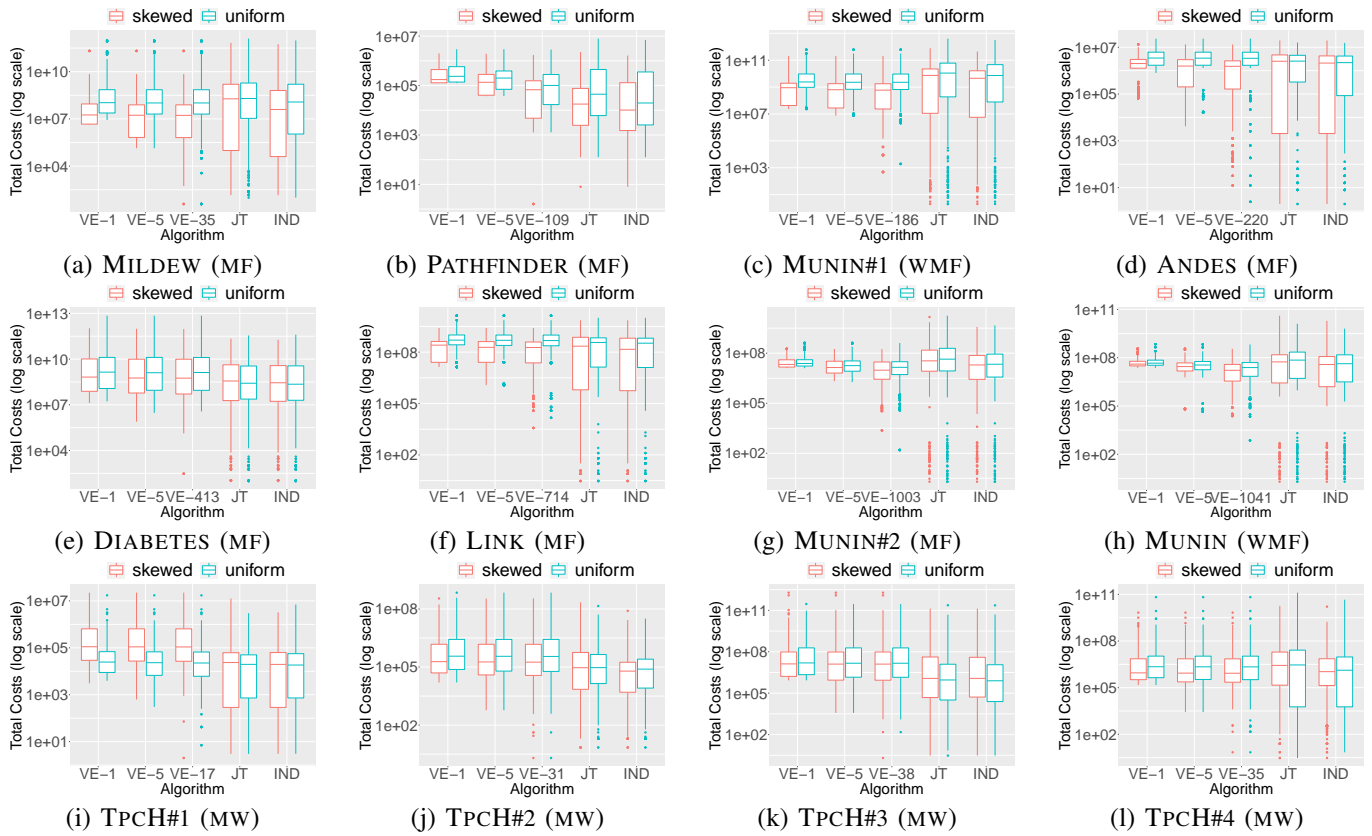 skewed uniform
Total Costs (log scale)
1e+10
1e+07
1e+04
VE−1 VE−5 VE−35 JT IND
Algorithm
(a) MILDEW (MF)
skewed uniform
Total Costs (log scale)
1e+07
1e+05
1e+03
1e+01
VE−1 VE−5 VE−109 JT IND
Algorithm
(b) PATHFINDER (MF)
skewed uniform
Total Costs (log scale)
1e+11
1e+07
1e+03
VE−1 VE−5 VE−186 JT IND
Algorithm
(c) MUNIN#1 (WMF)
skewed uniform
Total Costs (log scale)
1e+07
1e+05
1e+03
1e+01
VE−1 VE−5 VE−220 JT IND
Algorithm
(d) ANDES (MF)
skewed uniform
Total Costs (log scale)
1e+13
1e+10
1e+07
1e+04
VE−1 VE−5 VE−413 JT IND
Algorithm
(e) DIABETES (MF)
skewed uniform
Total Costs (log scale)
1e+08
1e+05
1e+02
VE−1 VE−5 VE−714 JT IND
Algorithm
(f) LINK (MF)
skewed uniform
Total Costs (log scale)
1e+08
1e+05
1e+02
VE−1 VE−5 VE−1003 JT IND
Algorithm
(g) MUNIN#2 (MF)
skewed uniform
Total Costs (log scale)
1e+11
1e+08
1e+05
1e+02
VE−1 VE−5 VE−1041 JT IND
Algorithm
(h) MUNIN (WMF)
skewed uniform
Total Costs (log scale)
1e+07
1e+05
1e+03
1e+01
VE−1 VE−5 VE−17 JT IND
Algorithm
(i) TPCH#1 (MW)
skewed uniform
Total Costs (log scale)
1e+08
1e+05
1e+02
VE−1 VE−5 VE−31 JT IND
Algorithm
(j) TPCH#2 (MW)
skewed uniform
Total Costs (log scale)
1e+11
1e+08
1e+05
1e+02
VE−1 VE−5 VE−38 JT IND
Algorithm
(k) TPCH#3 (MW)
skewed uniform
Total Costs (log scale)
1e+11
1e+08
1e+05
1e+02
VE−1 VE−5 VE−35 JT IND
Algorithm
(l) TPCH#4 (MW)